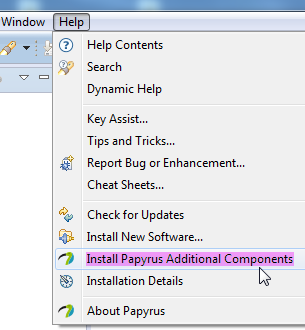 Window Help
Help Contents
Search
Dynamic Help
Key Assist...
Tips and Tricks...
Report Bug or Enhancement...
Cheat Sheets...
Check for Updates
Install New Software...
Install Papyrus Additional Components
Installation Details
About Papyrus